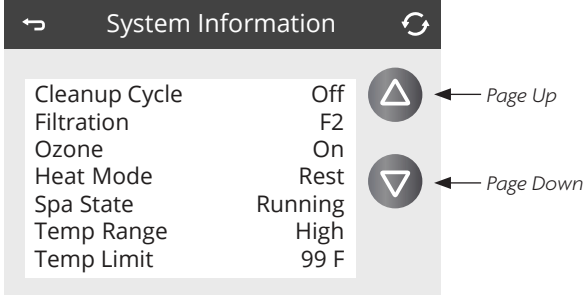 System Information
Cleanup Cycle Off
Filtration F2
Ozone On
Heat Mode Rest
Spa State Running
Temp Range High
Temp Limit 99 F
Page Up
Page Down